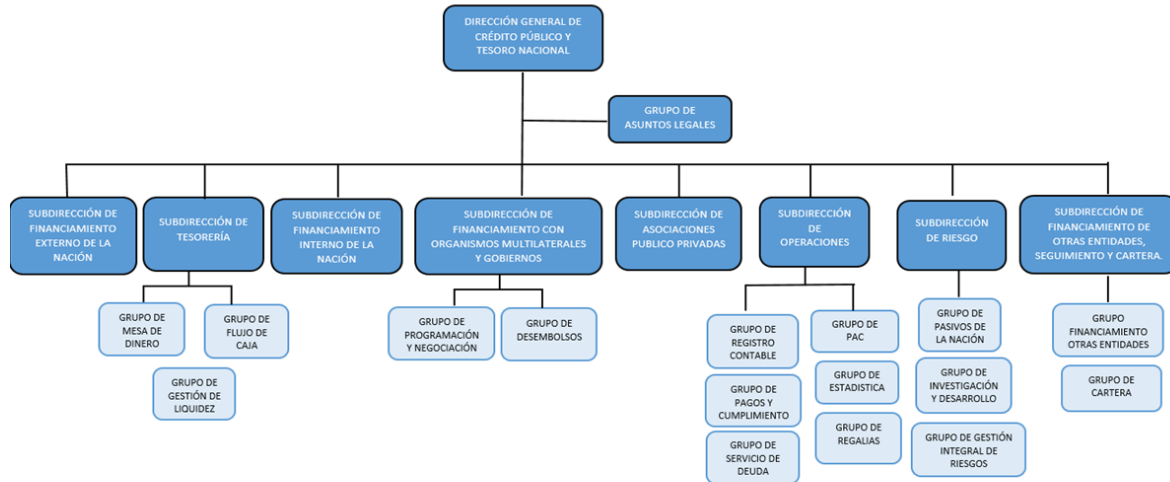 DIRECCIÓN GENERAL DE
CRÉDITO PÚBLICO Y
TESORO NACIONAL
GRUPO DE
ASUNTOS LEGALES
SUBDIRECCIÓN DE
FINANCIAMIENTO
EXTERNO DE LA
NACIÓN
SUBDIRECCIÓN DE
TESORERÍA
SUBDIRECCIÓN DE
FINANCIAMIENTO
INTERNO DE LA
NACIÓN
SUBDIRECCIÓN DE
FINANCIAMIENTO CON
ORGANISMOS MULTILATERALES
Y GOBIERNOS
SUBDIRECCIÓN DE
ASOCIACIONES
PUBLICO PRIVADAS
SUBDIRECCIÓN
DE
OPERACIONES
SUBDIRECCIÓN
DE RIESGO
SUBDIRECCIÓN DE
FINANCIAMIENTO DE
OTRAS ENTIDADES,
SEGUIMIENTO Y CARTERA.
GRUPO DE
MESA DE
DINERO
GRUPO DE
FLUJO DE
CAJA
GRUPO DE
GESTIÓN DE
LIQUIDEZ
GRUPO DE
PROGRAMACIÓN
Y NEGOCIACIÓN
GRUPO DE
DESEMBOLSOS
GRUPO DE
REGISTRO
CONTABLE
GRUPO DE
PAGOS Y
CUMPLIMIENTO
GRUPO DE
SERVICIO DE
DEUDA
GRUPO DE
PAC
GRUPO DE
ESTADISTICA
GRUPO DE
REGALIAS
GRUPO DE
PASIVOS DE
LA NACIÓN
GRUPO DE
INVESTIGACIÓN
Y DESARROLLO
GRUPO DE GESTIÓN
INTEGRAL DE
RIESGOS
GRUPO
FINANCIAMIENTO
OTRAS ENTIDADES
GRUPO DE
CARTERA